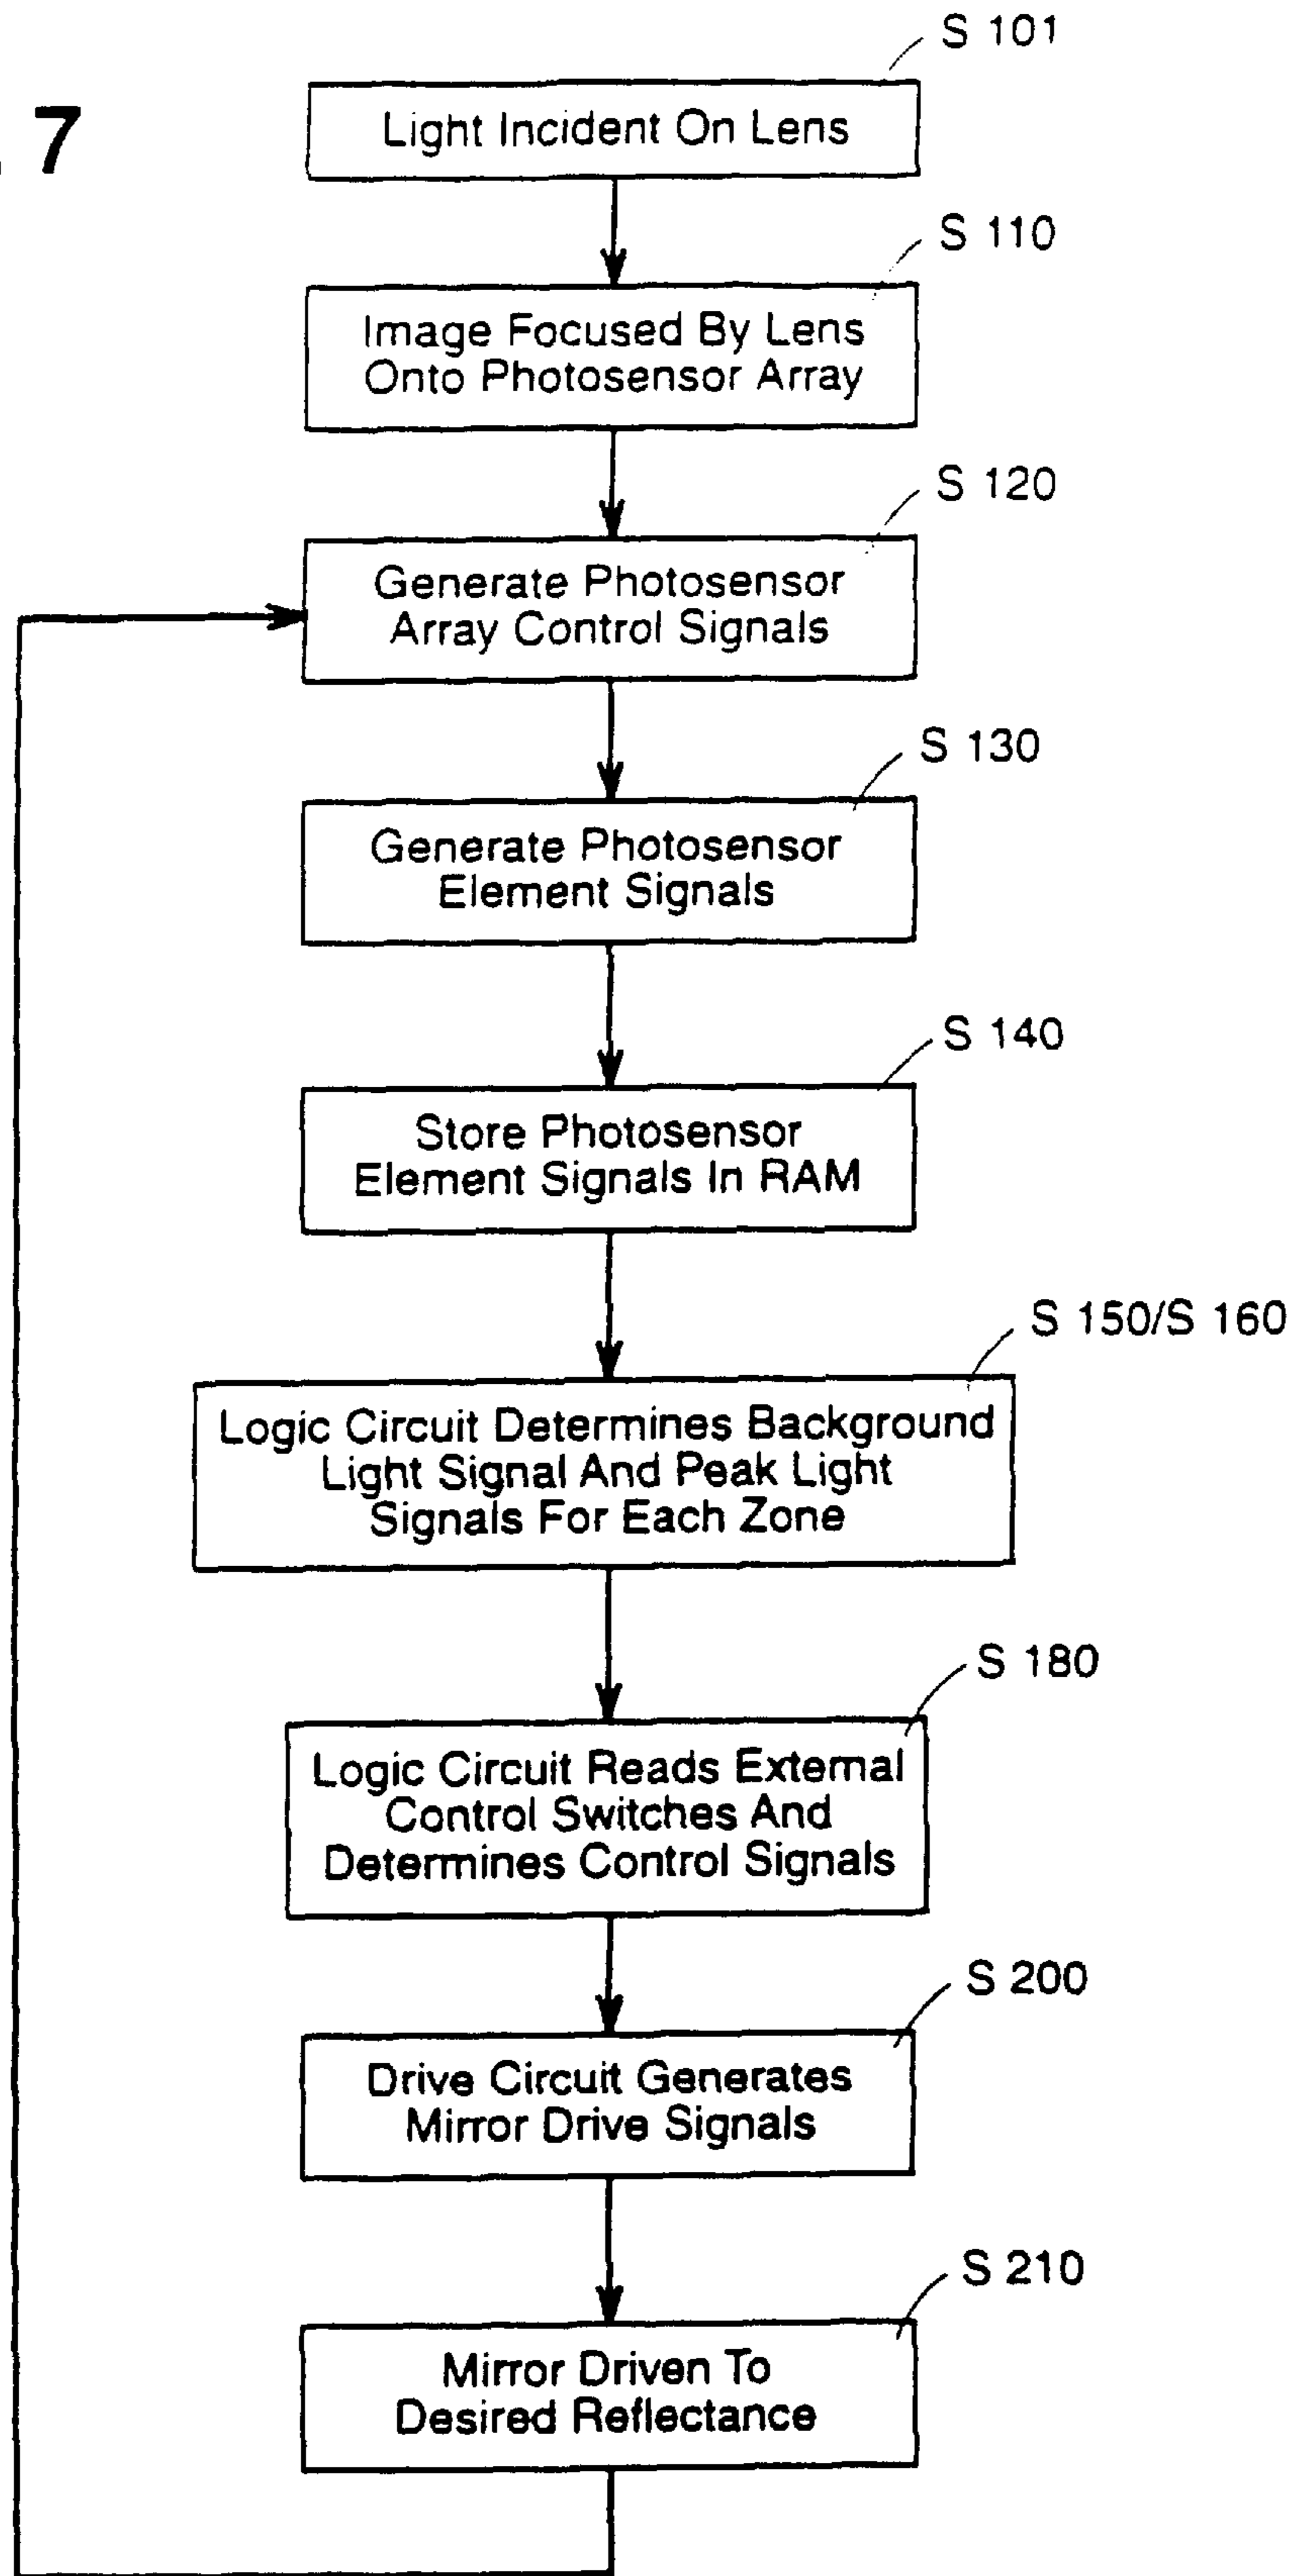 . 7
S 101
Light Incident On Lens
S 110
Image Focused By Lens
Onto Photosensor Array
S 120
Generate Photosensor
Array Control Signals
S 130
Generate Photosensor
Element Signals
S 140
Store Photosensor
Element Signals In RAM
S 150/S 160
Logic Circuit Determines Background
Light Signal And Peak Light
Signals For Each Zone
S 180
Logic Circuit Reads External
Control Switches And
Determines Control Signals
S 200
Drive Circuit Generates
Mirror Drive Signals
S 210
Mirror Driven To
Desired Reflectance